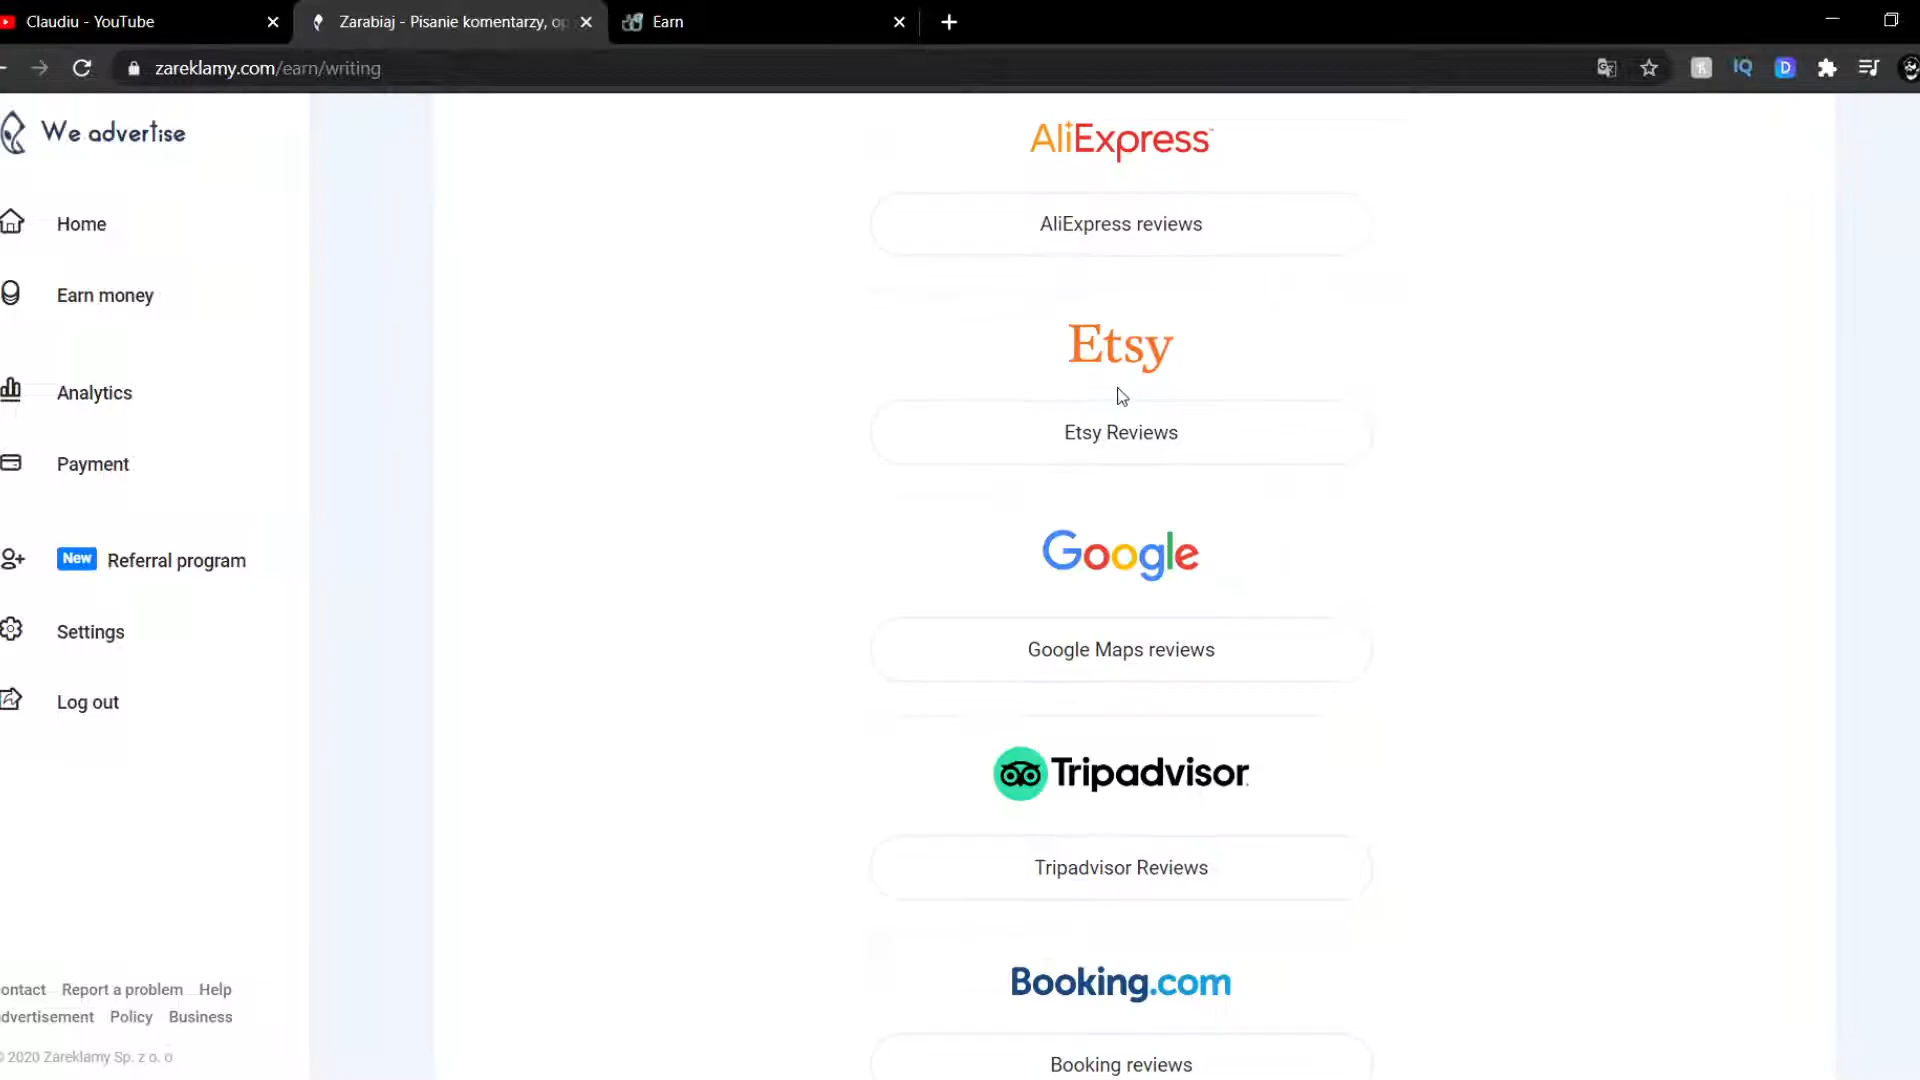 Claudiu - YouTube
Zarabiaj - Pisanie komentarzy, op
Earn
zareklamy.com/earn/writing
We advertise
Home
Earn money
Analytics
Payment
New Referral program
Settings
Log out
ontact Report a problem Help
dvertisement Policy Business
© 2020 Zareklamy Sp. z o. o
AliExpress
AliExpress reviews
Etsy
Etsy Reviews
Google
Google Maps reviews
Tripadvisor
Tripadvisor Reviews
Booking.com
Booking reviews